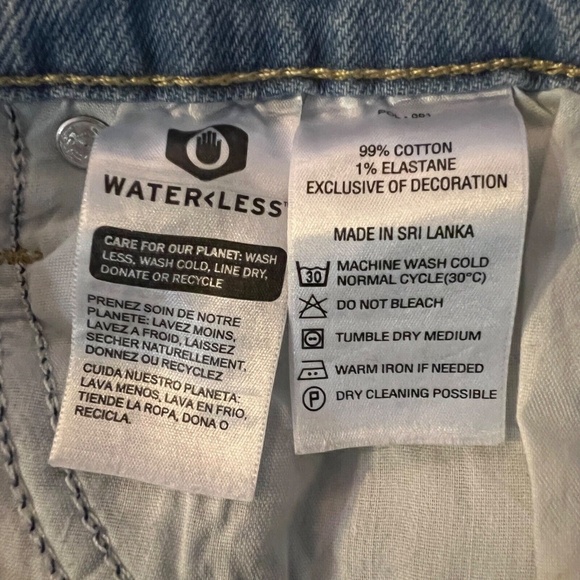 WATER<LESS™
CARE FOR OUR PLANET: WASH
LESS, WASH COLD, LINE DRY,
DONATE OR RECYCLE
PRENEZ SOIN DE NOTRE
PLANETE: LAVEZ MOINS,
LAVEZ A FROID, LAISSEZ
SECHER NATURELLEMENT,
DONNEZ OU RECYCLEZ
CUIDA NUESTRO PLANETA:
LAVA MENOS, LAVA EN FRIO,
TIENDE LA ROPA, DONA O
RECICLA.
99% COTTON
1% ELASTANE
EXCLUSIVE OF DECORATION
MADE IN SRI LANKA
30 MACHINE WASH COLD
NORMAL CYCLE(30°C)
DO NOT BLEACH
TUMBLE DRY MEDIUM
WARM IRON IF NEEDED
P DRY CLEANING POSSIBLE